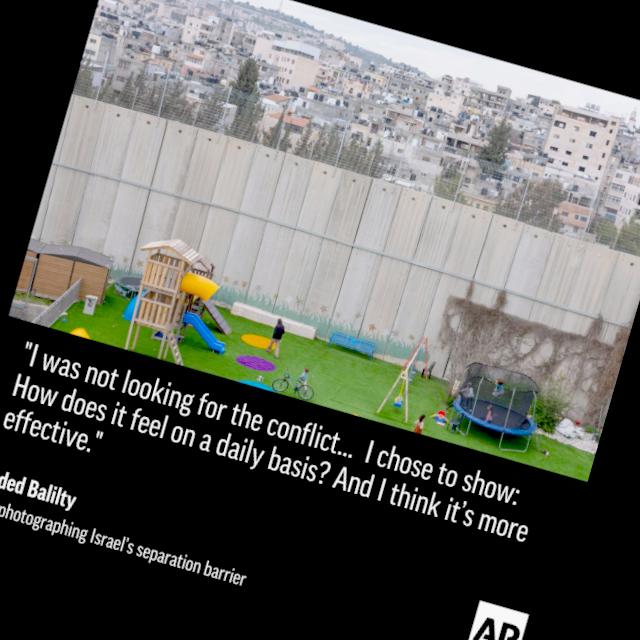 "I was not looking for the conflict... I chose to show:
How does it feel on a daily basis? And I think it's more
effective."
ded Balilty
photographing Israel's separation barrier
AP